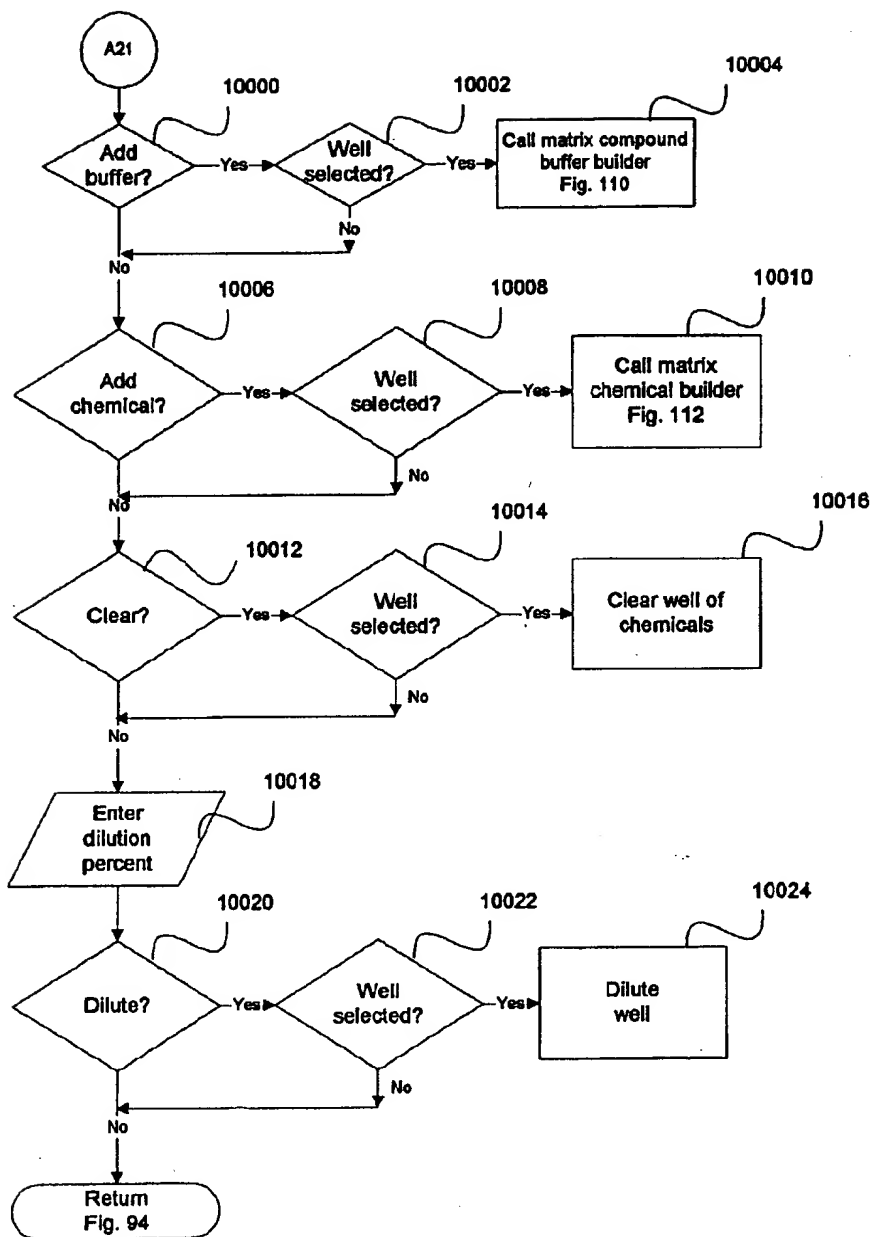 A21
10000
10002
10004
Add
buffer?
Yes
Well
selected?
Yes
Call matrix compound
buffer builder
Fig. 110
No
No
10006
10008
10010
Add
chemical?
Yes
Well
selected?
Yes
Call matrix
chemical builder
Fig. 112
No
No
10012
10014
10016
Clear?
Yes
Well
selected?
Yes
Clear well of
chemicals
No
No
10018
Enter
dilution
percent
10020
10022
10024
Dilute?
Yes
Well
selected?
Yes
Dilute
well
No
No
Return
Fig. 94